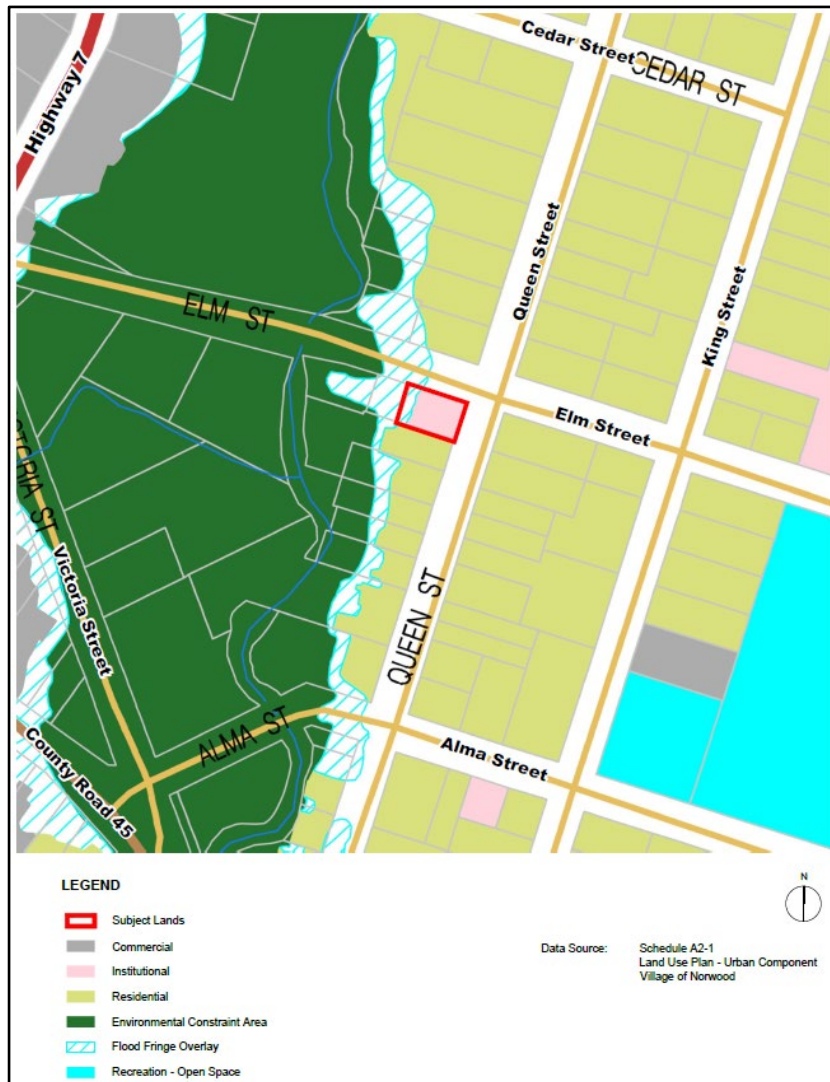 Cedar Street
CEDAR ST
Highway 7
Queen Street
King Street
ELM ST
Elm Street
Victoria Street
QUEEN ST
ALMA ST
Alma Street
County Road 45
LEGEND
Subject Lands
Commercial
Institutional
Residential
Environmental Constraint Area
Flood Fringe Overlay
Recreation - Open Space
N
Data Source: Schedule A2-1
Land Use Plan - Urban Component
Village of Norwood